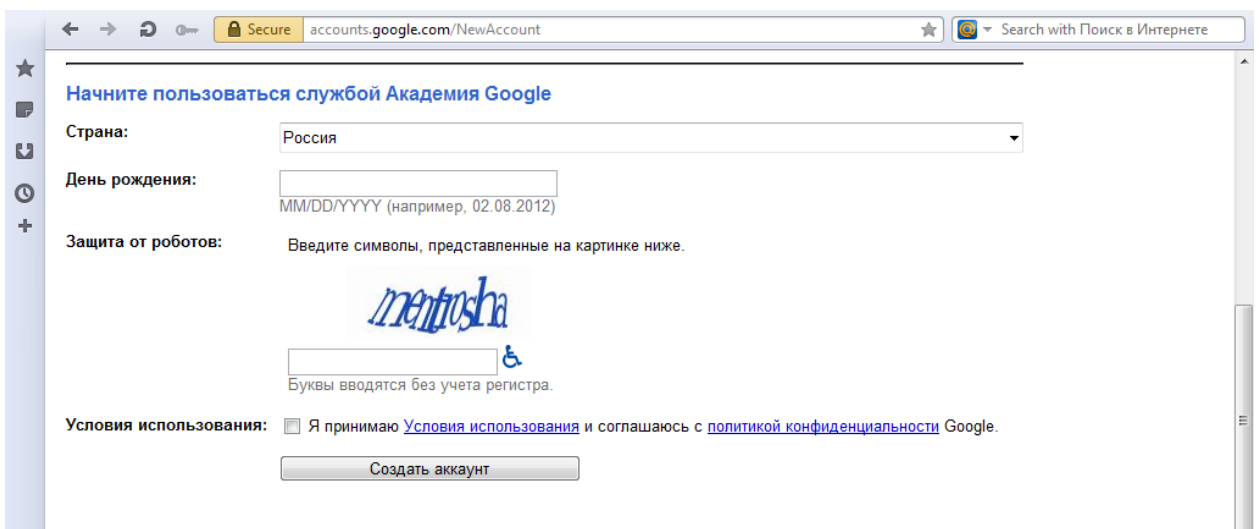 Secure accounts.google.com/NewAccount Search with Поиск в Интернете
Начните пользоваться службой Академия Google
Страна: Россия
День рождения:
MM/DD/YYYY (например, 02.08.2012)
Защита от роботов: Введите символы, представленные на картинке ниже.
Буквы вводятся без учета регистра.
Условия использования: Я принимаю Условия использования и соглашаюсь с политикой конфиденциальности Google.
Создать аккаунт